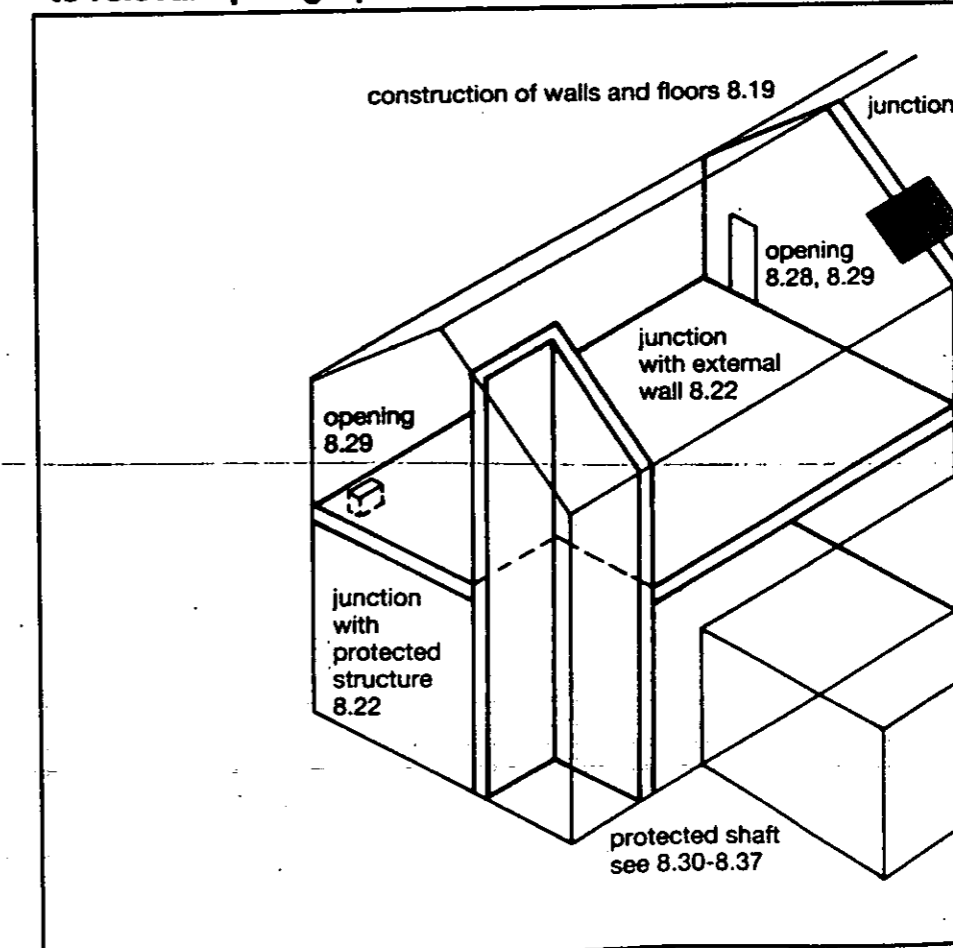 construction of walls and floors 8.19
junction
opening
8.28, 8.29
junction
with external
wall 8.22
opening
8.29
junction
with
protected
structure
8.22
protected shaft
see 8.30-8.37